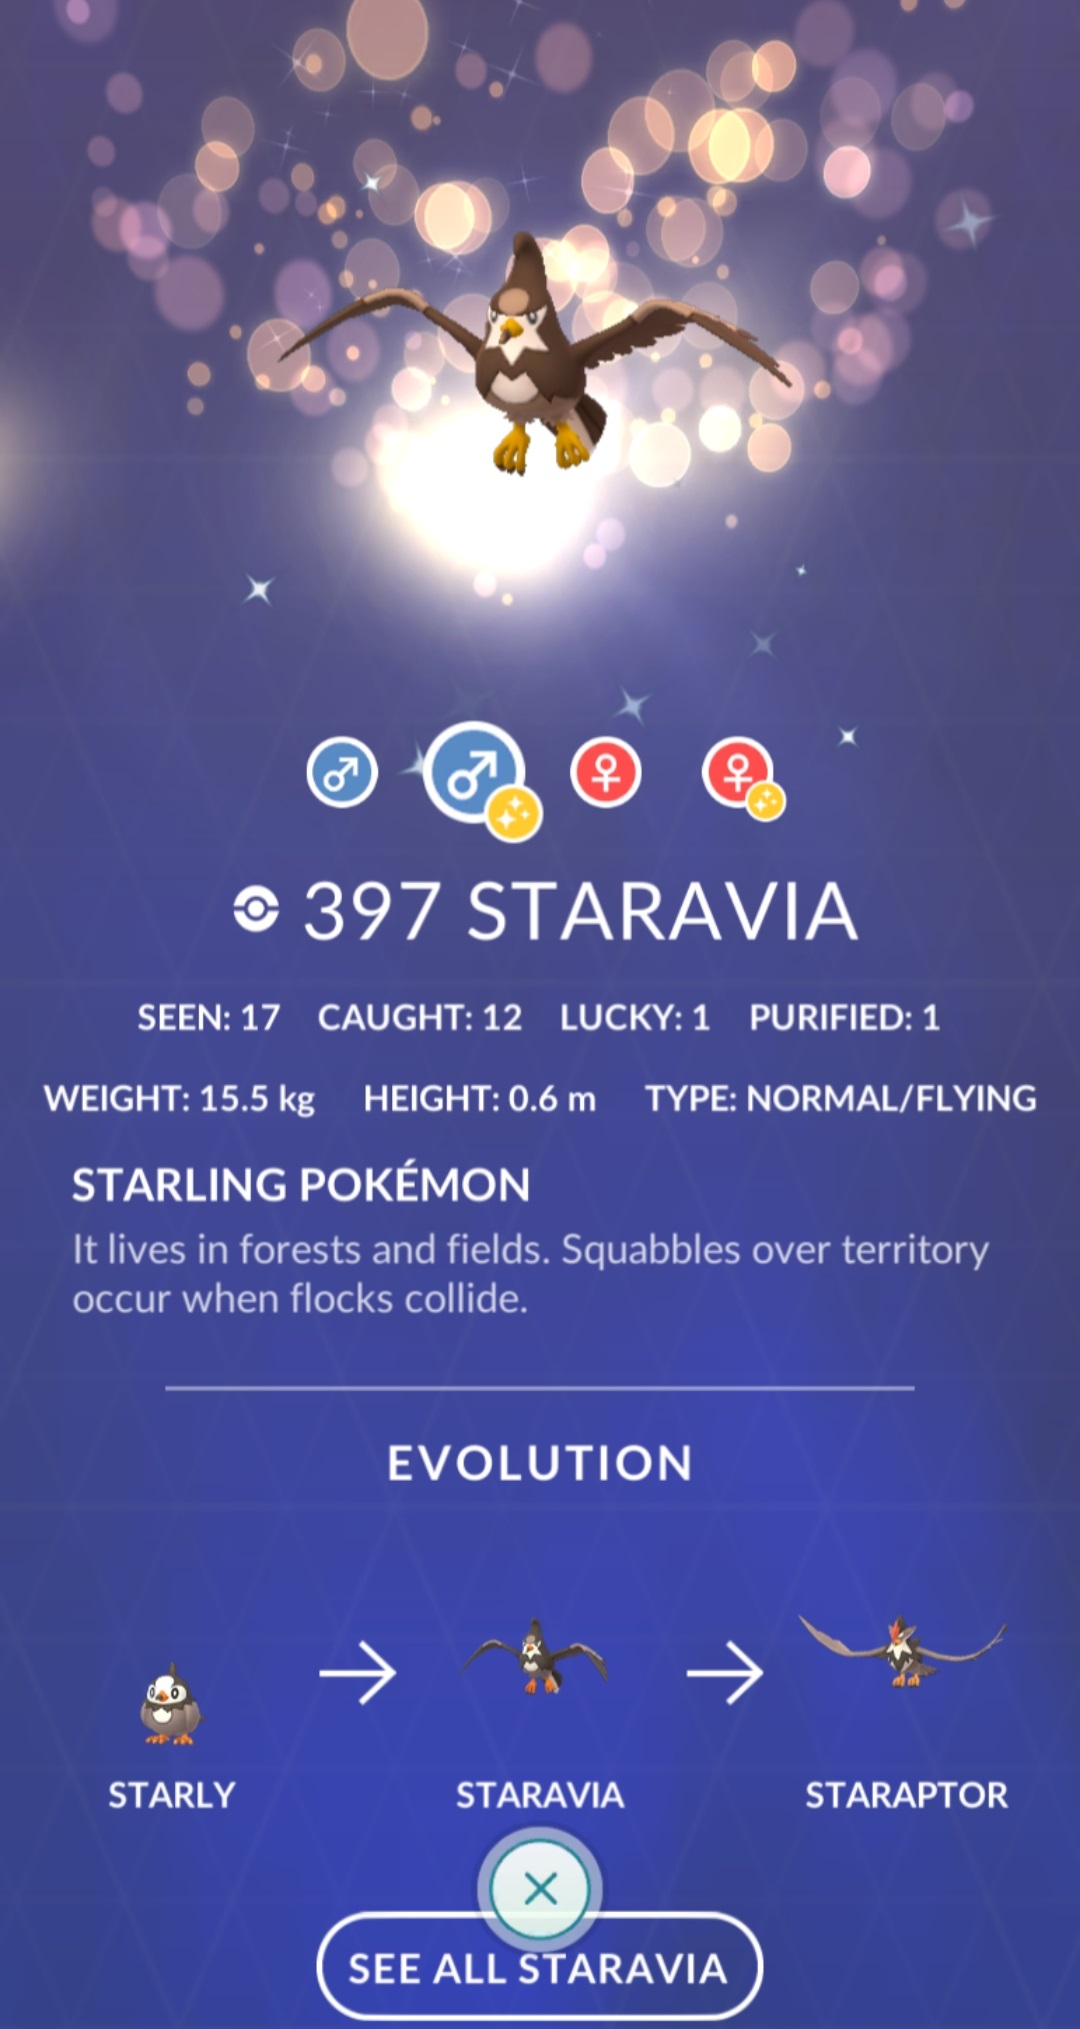 397 STARAVIA
SEEN: 17 CAUGHT: 12 LUCKY: 1 PURIFIED: 1
WEIGHT: 15.5 kg HEIGHT: 0.6 m TYPE: NORMAL/FLYING
STARLING POKÉMON
It lives in forests and fields. Squabbles over territory
occur when flocks collide.
EVOLUTION
STARLY STARAVIA STARAPTOR
SEE ALL STARAVIA